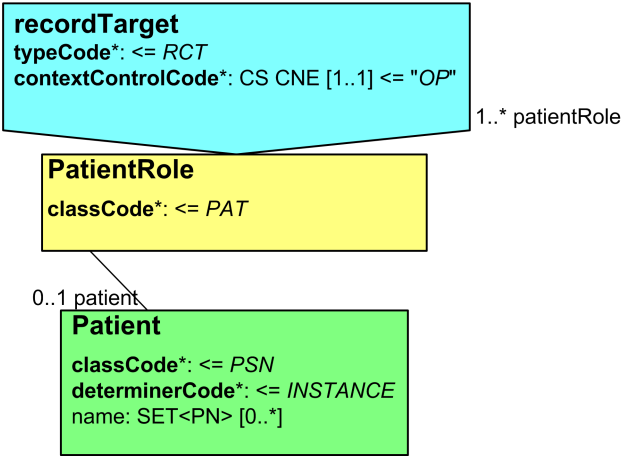 recordTarget
typeCode*: <= RCT
contextControlCode*: CS CNE [1..1] <= "OP"
1..* patientRole
PatientRole
classCode*: <= PAT
0..1 patient
Patient
classCode*: <= PSN
determinerCode*: <= INSTANCE
name: SET<PN> [0..*]